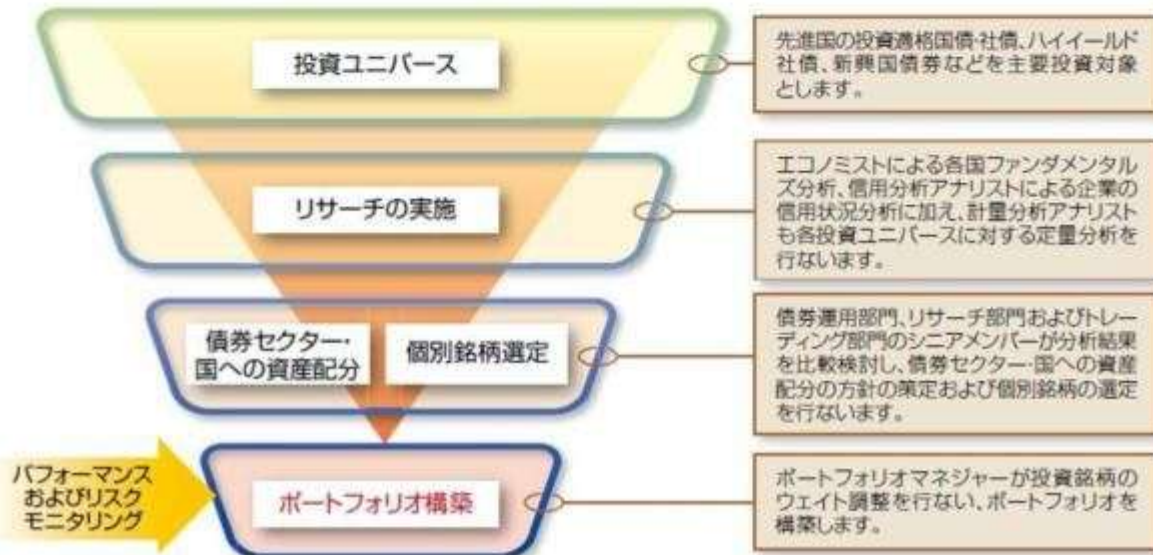 投資ユニバース
先進国の投資適格国債・社債、ハイイールド
社債、新興国債券などを主要投資対象
とします。
リサーチの実施
エコノミストによる各国ファンダメンタル
ズ分析、信用分析アナリストによる企業の
信用状況分析に加え、計量分析アナリスト
も各投資ユニバースに対する定量分析を
行ないます。
債券セクター・
国への資産配分
個別銘柄選定
債券運用部門、リサーチ部門およびトレー
ディング部門のシニアメンバーが分析結果
を比較検討し、債券セクター・国への資産
配分の方針の策定および個別銘柄の選定
を行ないます。
パフォーマンス
およびリスク
モニタリング
ポートフォリオ構築
ポートフォリオマネジャーが投資銘柄の
ウェイト調整を行ない、ポートフォリオを
構築します。